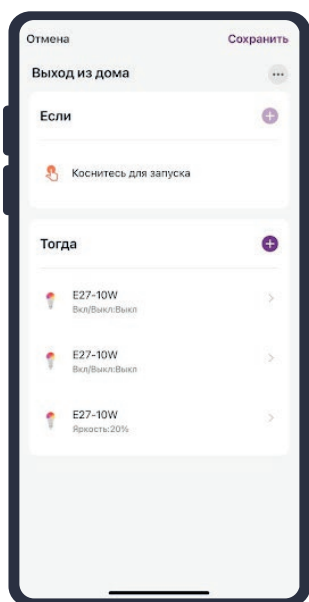 Отмена
Сохранить
Выход из дома
Если
Коснитесь для запуска
Тогда
E27-10W
Вкл/Выкл:Выкл
E27-10W
Вкл/Выкл:Выкл
E27-10W
Яркость:20%